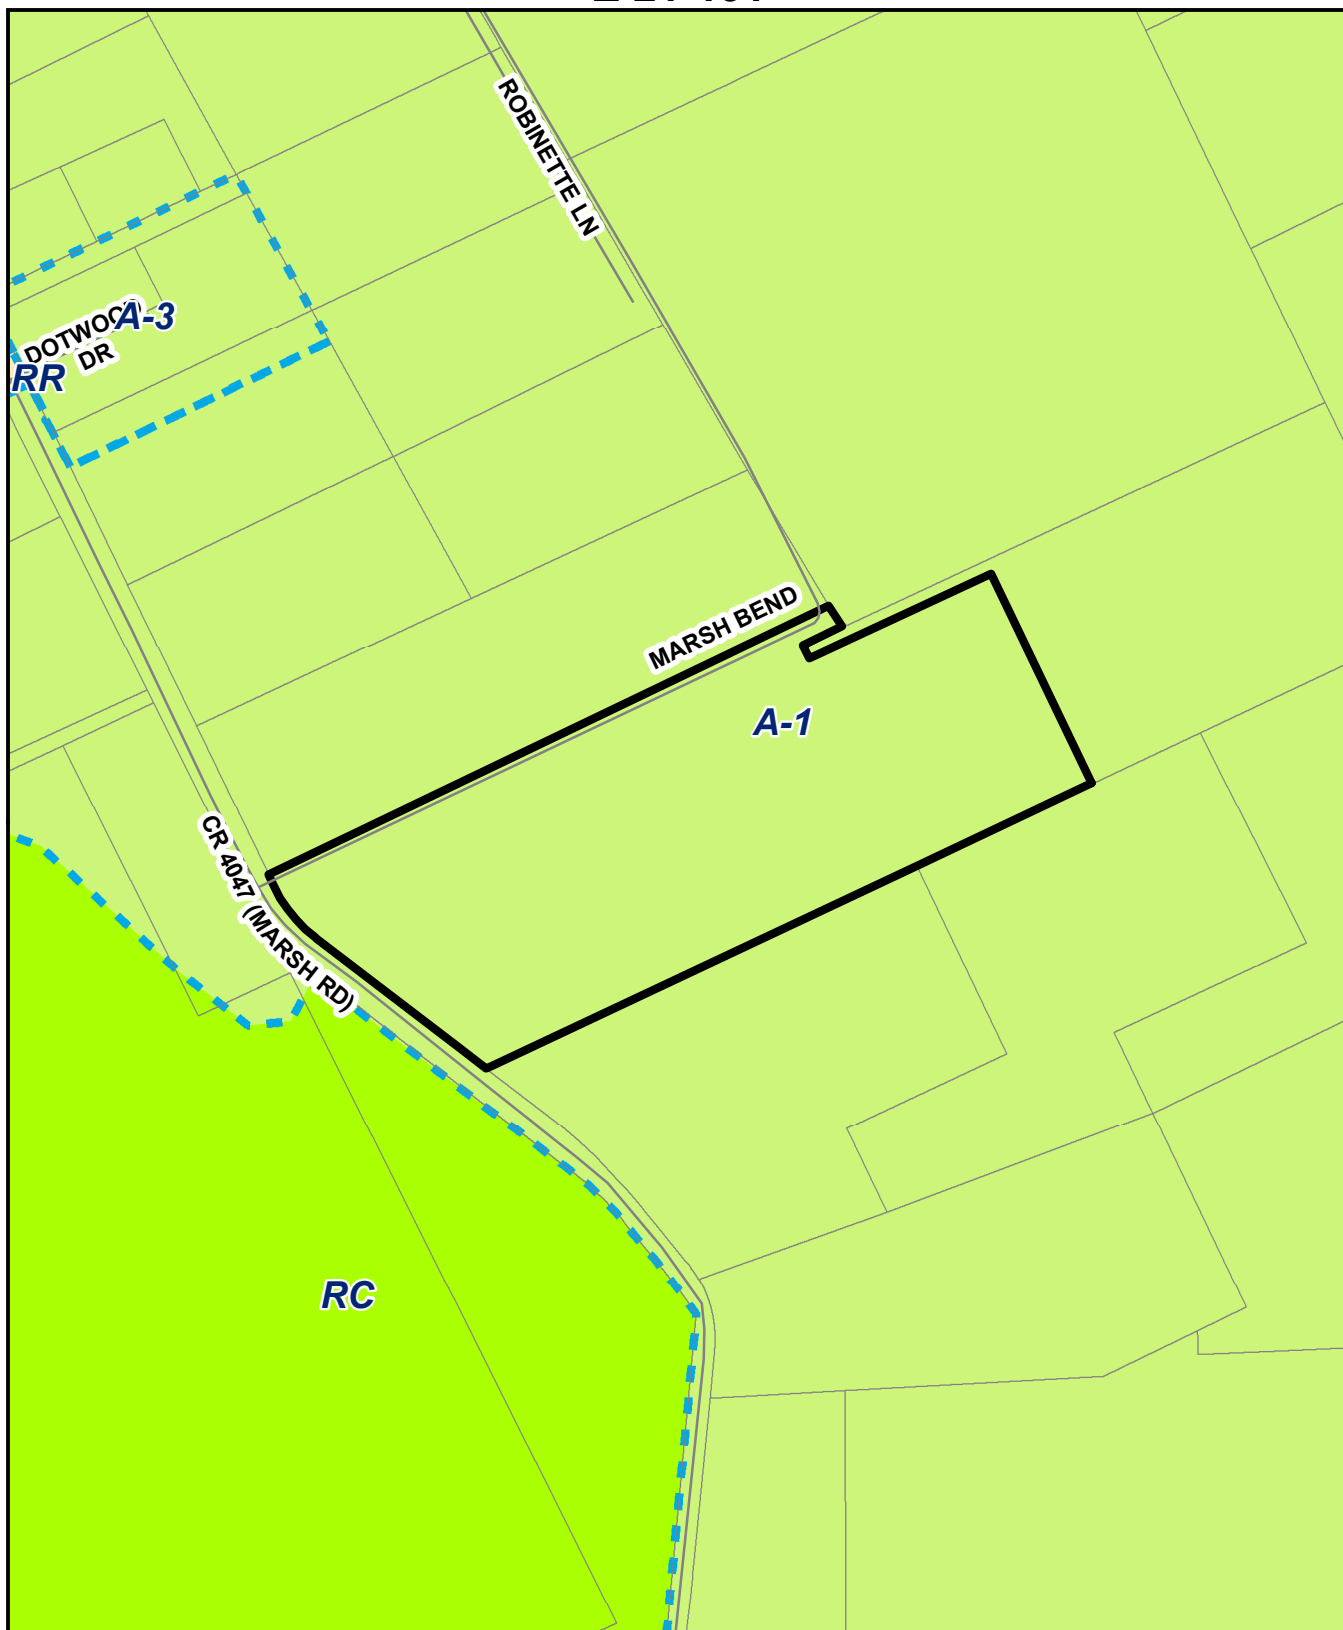 ROBINETTE LN
A-3
DOTWOOD
DR
RR
MARSH BEND
A-1
CR 4047 (MARSH RD)
RC